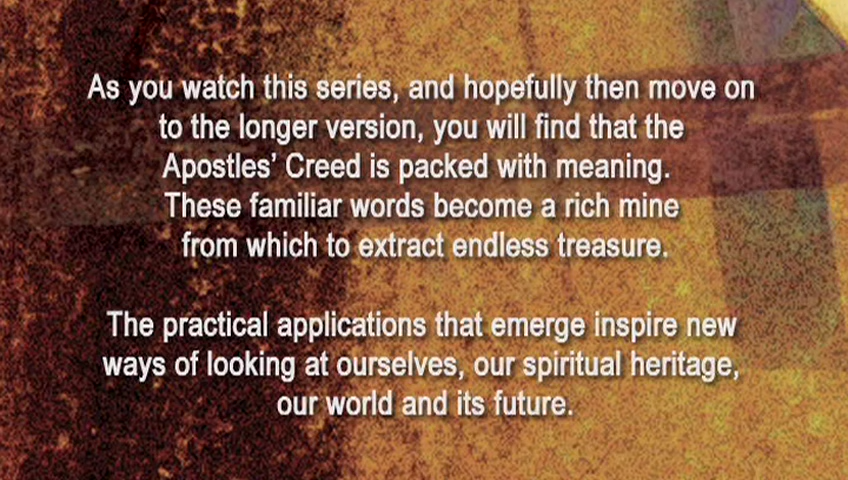 As you watch this series, and hopefully then move on
to the longer version, you will find that the
Apostles’ Creed is packed with meaning.
These familiar words become a rich mine
from which to extract endless treasure.
The practical applications that emerge inspire new
ways of looking at ourselves, our spiritual heritage,
our world and its future.